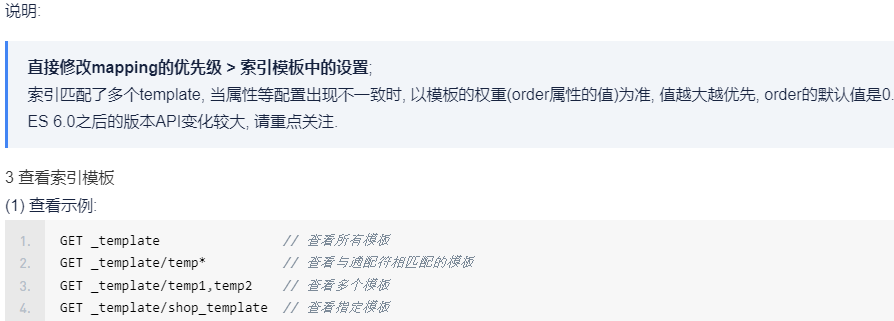 说明:
直接修改mapping的优先级 > 索引模板中的设置;
索引匹配了多个template, 当属性等配置出现不一致时, 以模板的权重(order属性的值)为准, 值越大越优先, order的默认值是0.
ES 6.0之后的版本API变化较大, 请重点关注.
3 查看索引模板
(1) 查看示例:
1. GET _template // 查看所有模板
2. GET _template/temp* // 查看与通配符相匹配的模板
3. GET _template/temp1,temp2 // 查看多个模板
4. GET _template/shop_template // 查看指定模板